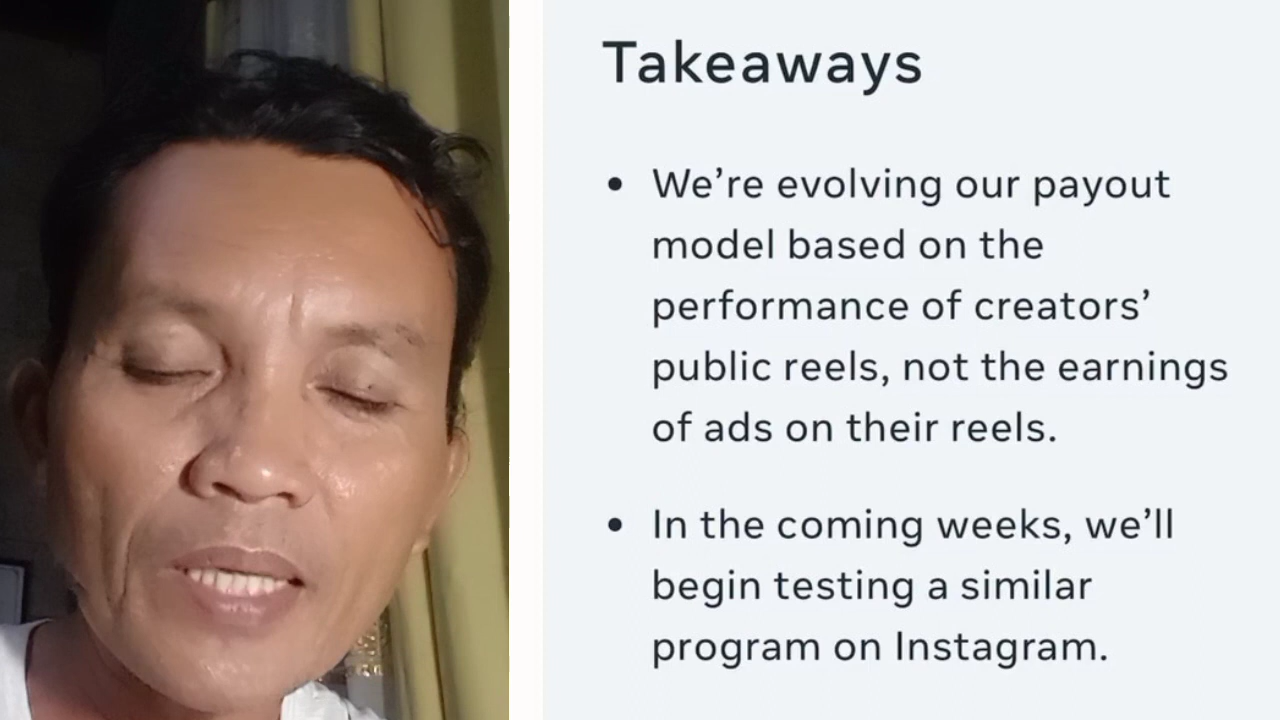 Takeaways
• We’re evolving our payout
model based on the
performance of creators’
public reels, not the earnings
of ads on their reels.
• In the coming weeks, we’ll
begin testing a similar
program on Instagram.